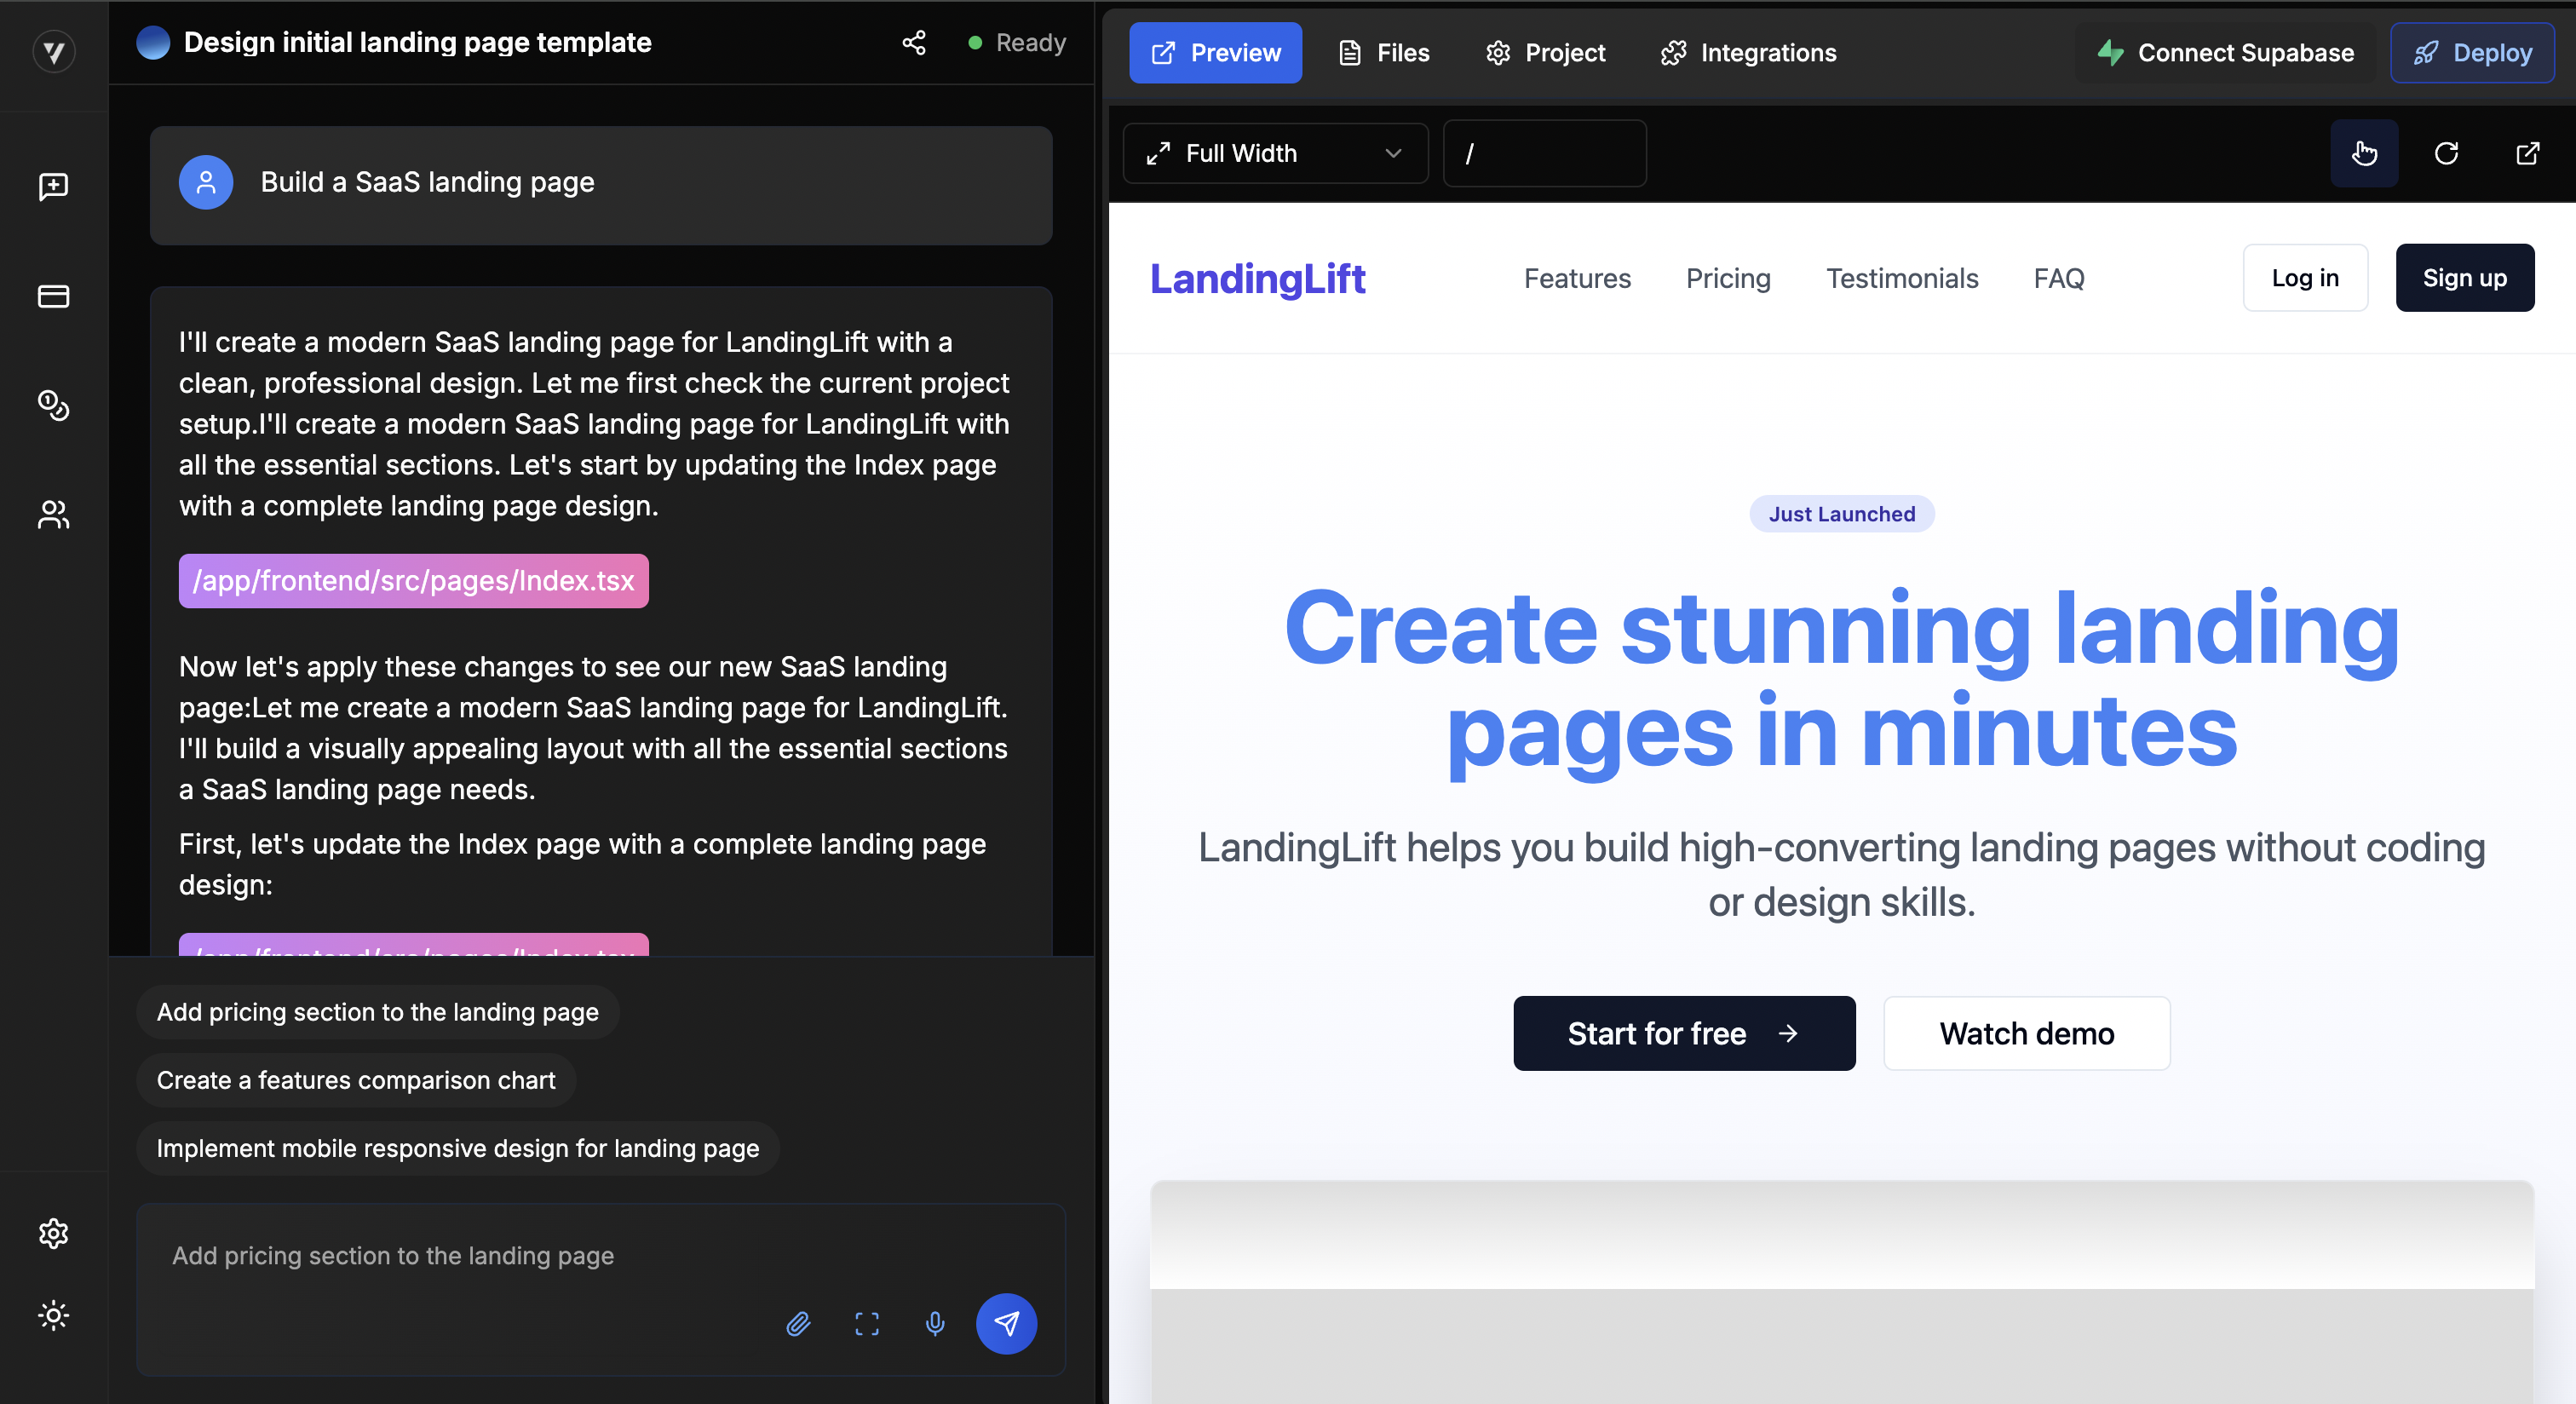 Design initial landing page template
Ready
Build a SaaS landing page
I'll create a modern SaaS landing page for LandingLift with a
clean, professional design. Let me first check the current project
setup.I'll create a modern SaaS landing page for LandingLift with
all the essential sections. Let's start by updating the Index page
with a complete landing page design.
/app/frontend/src/pages/Index.tsx
Now let's apply these changes to see our new SaaS landing
page:Let me create a modern SaaS landing page for LandingLift.
I'll build a visually appealing layout with all the essential sections
a SaaS landing page needs.
First, let's update the Index page with a complete landing page
design:
/app/frontend/src/pages/Index.tsx
Add pricing section to the landing page
Create a features comparison chart
Implement mobile responsive design for landing page
Add pricing section to the landing page
Preview
Files
Project
Integrations
Connect Supabase
Deploy
Full Width
/
LandingLift
Features
Pricing
Testimonials
FAQ
Log in
Sign up
Just Launched
Create stunning landing
pages in minutes
LandingLift helps you build high-converting landing pages without coding
or design skills.
Start for free
Watch demo